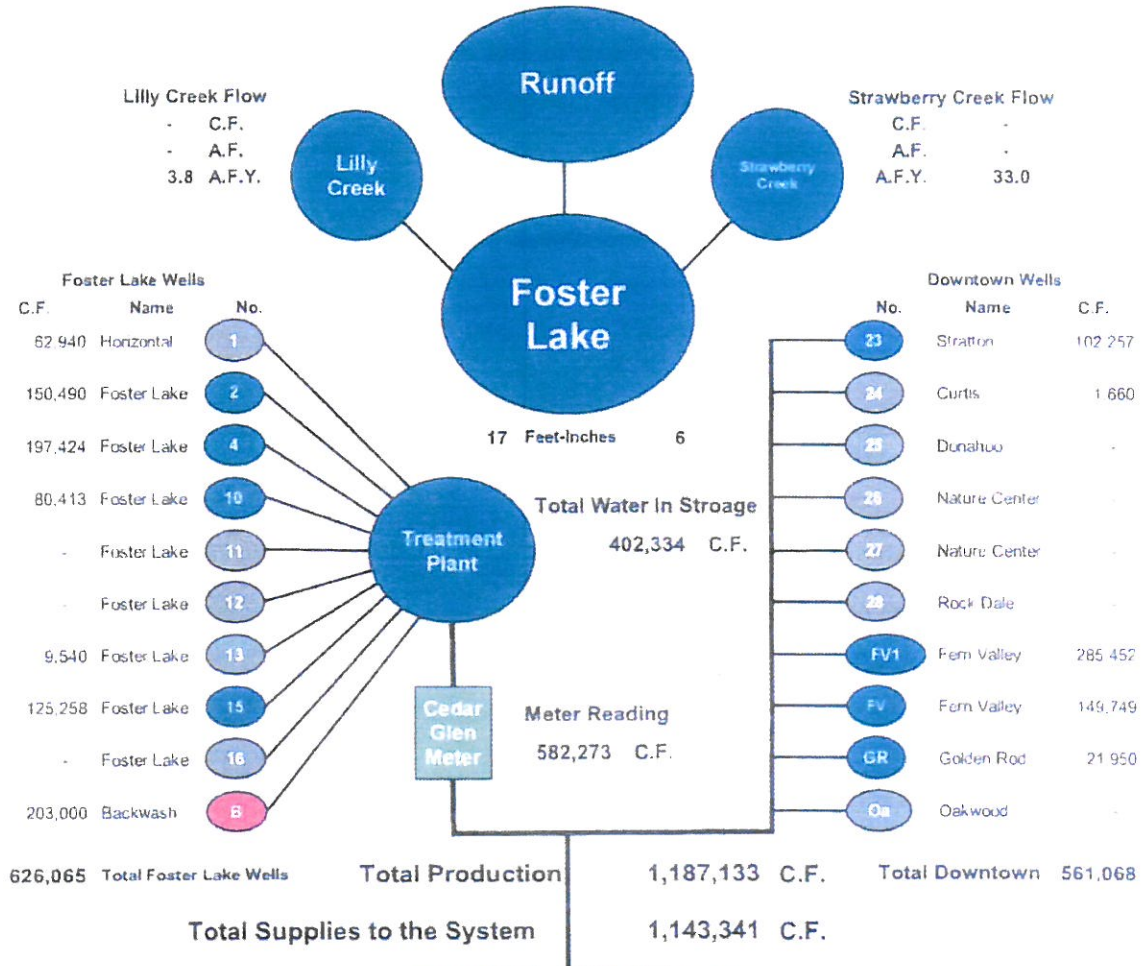 Runoff
Lilly Creek Flow
- C.F.
- A.F.
3.8 A.F.Y.
Lilly
Creek
Strawberry Creek Flow
C.F. -
A.F. -
A.F.Y. 33.0
Strawberry
Creek
Foster
Lake
17 Feet-Inches 6
Foster Lake Wells
C.F. Name No.
62,940 Horizontal 1
150,490 Foster Lake 2
197,424 Foster Lake 4
80,413 Foster Lake 10
- Foster Lake 11
- Foster Lake 12
9,540 Foster Lake 13
125,258 Foster Lake 15
- Foster Lake 16
203,000 Backwash B
626,065 Total Foster Lake Wells
Treatment
Plant
Total Water in Stroage
402,334 C.F.
Cedar
Glen
Meter
Meter Reading
582,273 C.F.
Downtown Wells
No. Name C.F.
23 Stratton 102,257
24 Curtis 1,660
25 Donahoo -
26 Nature Center -
27 Nature Center -
28 Rock Dale -
FV1 Fern Valley 285,452
FV Fern Valley 149,749
GR Golden Rod 21,950
Oa Oakwood -
Total Downtown 561,068
Total Production 1,187,133 C.F.
Total Supplies to the System 1,143,341 C.F.